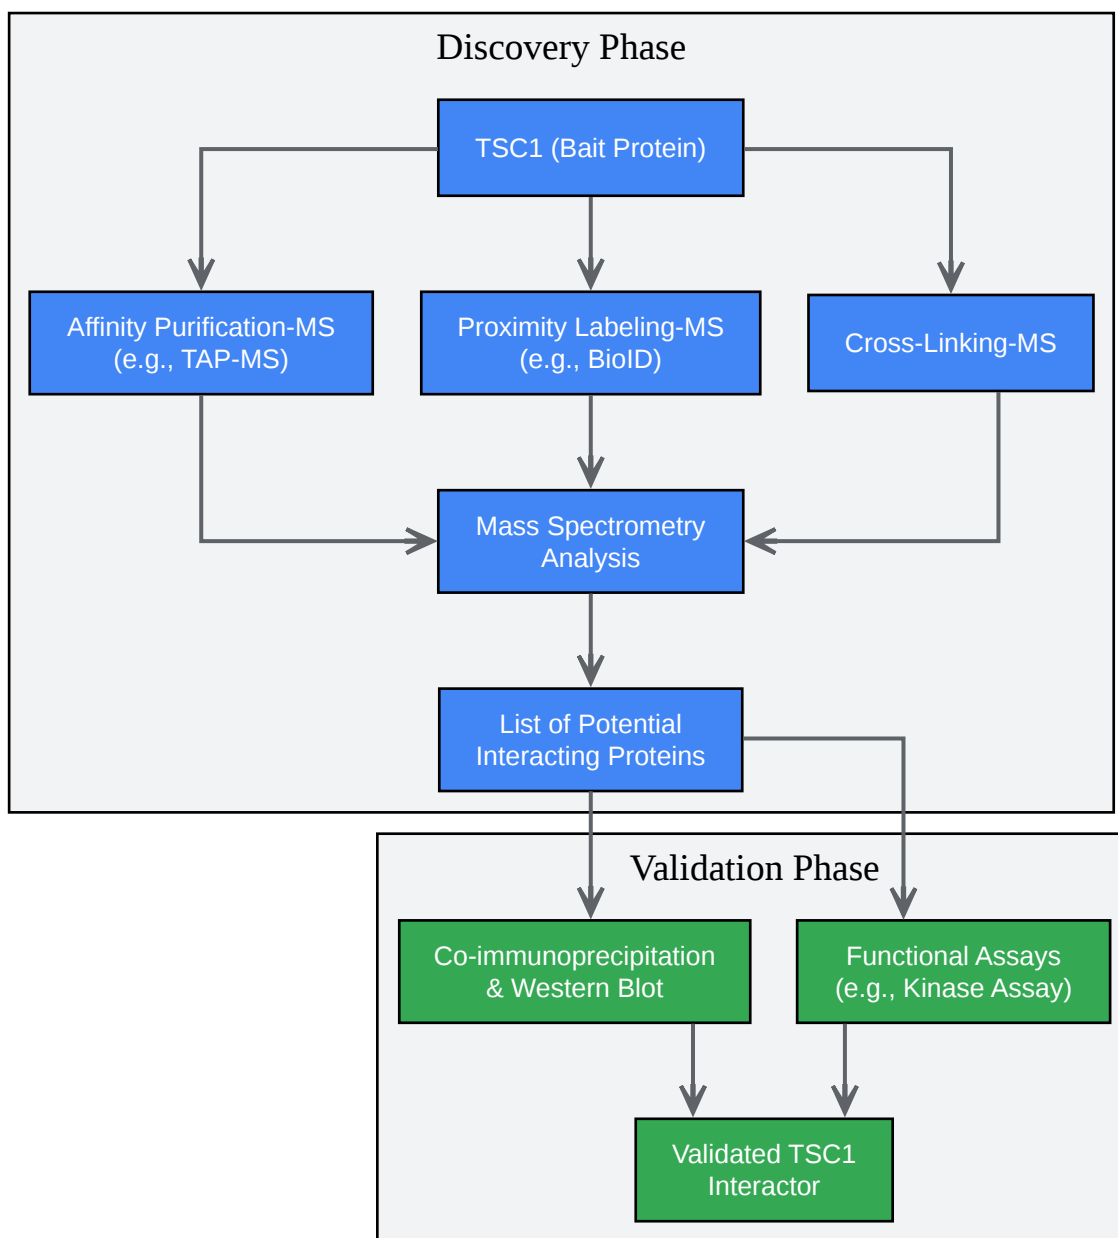 Discovery Phase
TSC1 (Bait Protein)
Affinity Purification-MS
(e.g., TAP-MS)
Proximity Labeling-MS
(e.g., BioID)
Cross-Linking-MS
Mass Spectrometry
Analysis
List of Potential
Interacting Proteins
Validation Phase
Co-immunoprecipitation
& Western Blot
Functional Assays
(e.g., Kinase Assay)
Validated TSC1
Interactor